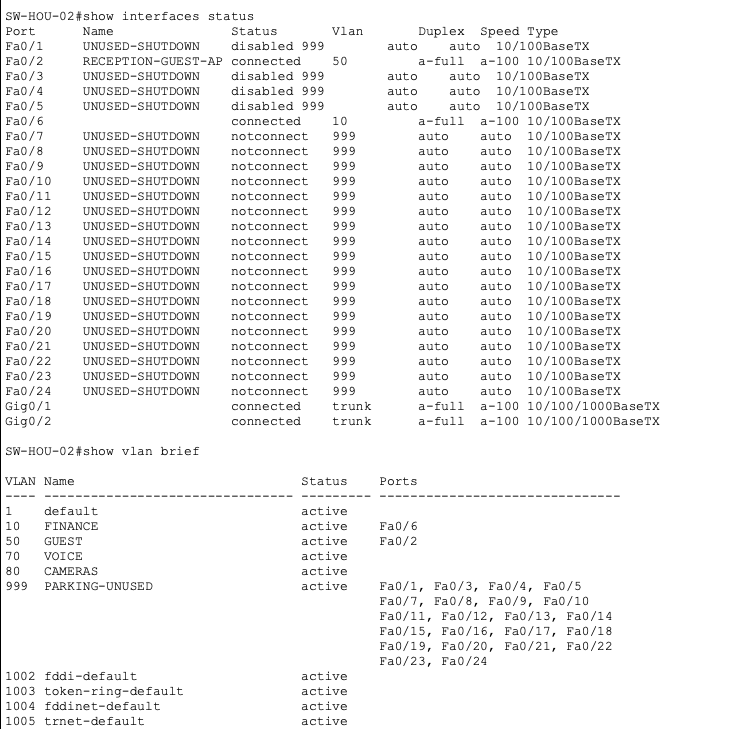 SW-HOU-02#show interfaces status
Port      Name               Status       Vlan       Duplex  Speed Type
Fa0/1     UNUSED-SHUTDOWN    disabled 999        auto    auto  10/100BaseTX
Fa0/2     RECEPTION-GUEST-AP connected    50         a-full  a-100 10/100BaseTX
Fa0/3     UNUSED-SHUTDOWN    disabled 999        auto    auto  10/100BaseTX
Fa0/4     UNUSED-SHUTDOWN    disabled 999        auto    auto  10/100BaseTX
Fa0/5     UNUSED-SHUTDOWN    disabled 999        auto    auto  10/100BaseTX
Fa0/6                        connected    10         a-full  a-100 10/100BaseTX
Fa0/7     UNUSED-SHUTDOWN    notconnect   999        auto    auto  10/100BaseTX
Fa0/8     UNUSED-SHUTDOWN    notconnect   999        auto    auto  10/100BaseTX
Fa0/9     UNUSED-SHUTDOWN    notconnect   999        auto    auto  10/100BaseTX
Fa0/10    UNUSED-SHUTDOWN    notconnect   999        auto    auto  10/100BaseTX
Fa0/11    UNUSED-SHUTDOWN    notconnect   999        auto    auto  10/100BaseTX
Fa0/12    UNUSED-SHUTDOWN    notconnect   999        auto    auto  10/100BaseTX
Fa0/13    UNUSED-SHUTDOWN    notconnect   999        auto    auto  10/100BaseTX
Fa0/14    UNUSED-SHUTDOWN    notconnect   999        auto    auto  10/100BaseTX
Fa0/15    UNUSED-SHUTDOWN    notconnect   999        auto    auto  10/100BaseTX
Fa0/16    UNUSED-SHUTDOWN    notconnect   999        auto    auto  10/100BaseTX
Fa0/17    UNUSED-SHUTDOWN    notconnect   999        auto    auto  10/100BaseTX
Fa0/18    UNUSED-SHUTDOWN    notconnect   999        auto    auto  10/100BaseTX
Fa0/19    UNUSED-SHUTDOWN    notconnect   999        auto    auto  10/100BaseTX
Fa0/20    UNUSED-SHUTDOWN    notconnect   999        auto    auto  10/100BaseTX
Fa0/21    UNUSED-SHUTDOWN    notconnect   999        auto    auto  10/100BaseTX
Fa0/22    UNUSED-SHUTDOWN    notconnect   999        auto    auto  10/100BaseTX
Fa0/23    UNUSED-SHUTDOWN    notconnect   999        auto    auto  10/100BaseTX
Fa0/24    UNUSED-SHUTDOWN    notconnect   999        auto    auto  10/100BaseTX
Gig0/1                       connected    trunk      a-full  a-100 10/100/1000BaseTX
Gig0/2                       connected    trunk      a-full  a-100 10/100/1000BaseTX
SW-HOU-02#show vlan brief
VLAN Name                             Status    Ports
---- -------------------------------- --------- -------------------------------
1    default                          active
10   FINANCE                          active    Fa0/6
50   GUEST                            active    Fa0/2
70   VOICE                            active
80   CAMERAS                          active
999  PARKING-UNUSED                   active    Fa0/1, Fa0/3, Fa0/4, Fa0/5
                                                Fa0/7, Fa0/8, Fa0/9, Fa0/10
                                                Fa0/11, Fa0/12, Fa0/13, Fa0/14
                                                Fa0/15, Fa0/16, Fa0/17, Fa0/18
                                                Fa0/19, Fa0/20, Fa0/21, Fa0/22
                                                Fa0/23, Fa0/24
1002 fddi-default                     active
1003 token-ring-default               active
1004 fddinet-default                  active
1005 trnet-default                    active